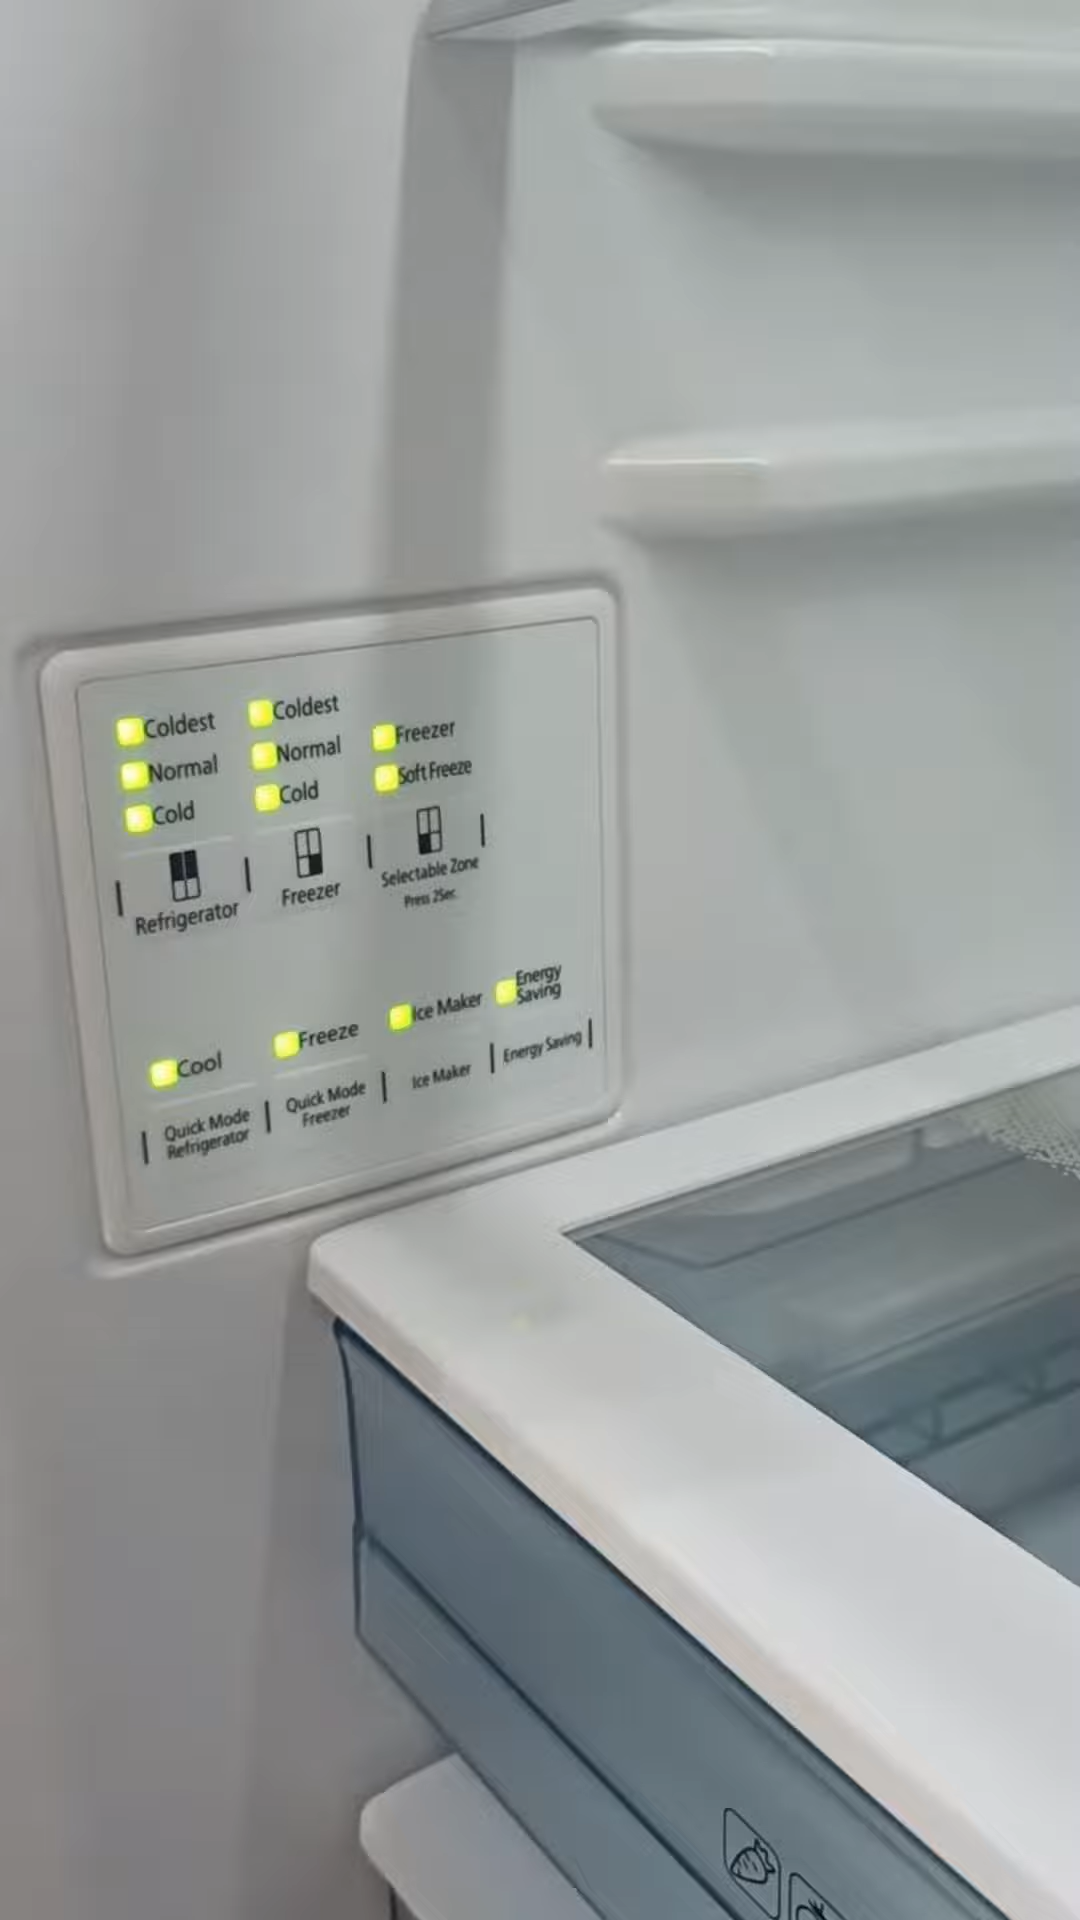 Coldest
Normal
Cold
Refrigerator
Coldest
Normal
Cold
Freezer
Freezer
Soft Freeze
Selectable Zone
Press 2Sec.
Cool
Quick Mode
Refrigerator
Freeze
Quick Mode
Freezer
Ice Maker
Ice Maker
Energy
Saving
Energy Saving